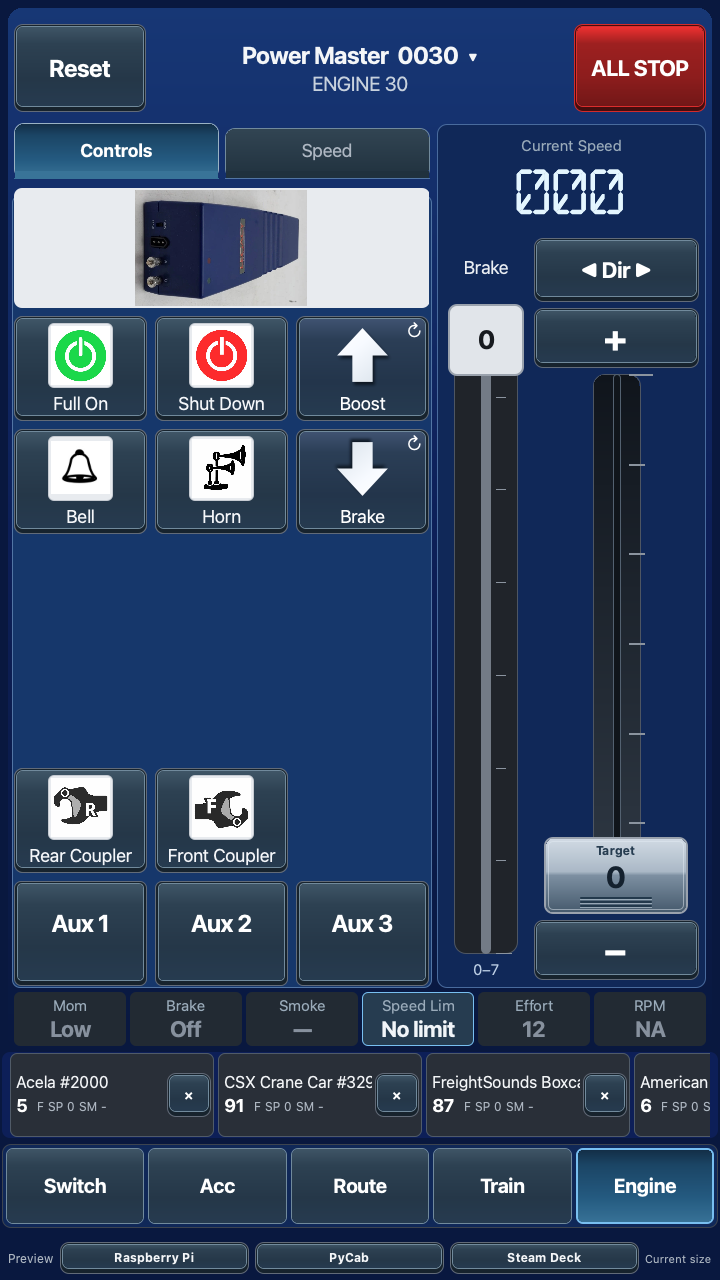 Reset
Power Master 0030 ▼
ENGINE 30
ALL STOP
Controls
Speed
Current Speed
000
Brake
◀ Dir ▶
0
+
Full On
Shut Down
Boost
Bell
Horn
Brake
R
F
Rear Coupler
Front Coupler
Target
0
Aux 1
Aux 2
Aux 3
−
0–7
Mom
Brake
Smoke
Speed Lim
Effort
RPM
Low
Off
—
No limit
12
NA
Acela #2000
5 F SP 0 SM -
×
CSX Crane Car #329
91 F SP 0 SM -
×
FreightSounds Boxca
87 F SP 0 SM -
×
American
6 F SP 0 S
Switch
Acc
Route
Train
Engine
Preview
Raspberry Pi
PyCab
Steam Deck
Current size